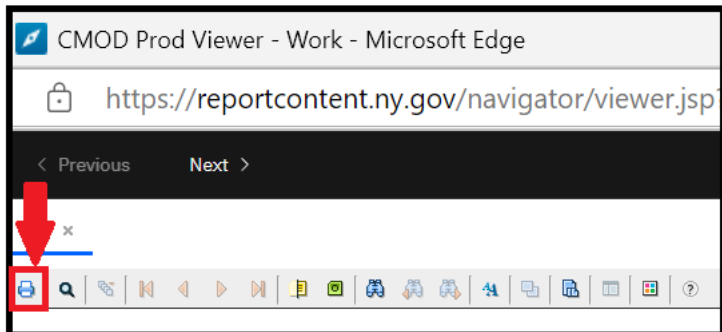 CMOD Prod Viewer - Work - Microsoft Edge
https://reportcontent.ny.gov/navigator/viewer.jsp?
< Previous Next >
×